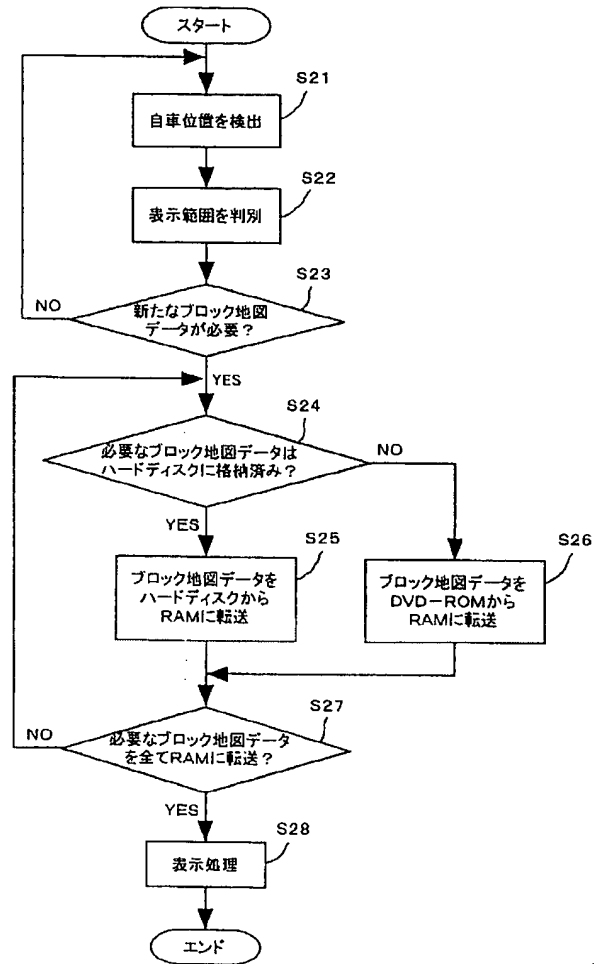 スタート
S21
自車位置を検出
S22
表示範囲を判別
S23
新たなブロック地図
データが必要?
NO
YES
S24
必要なブロック地図データは
ハードディスクに格納済み?
NO
YES
S25
ブロック地図データを
ハードディスクから
RAMに転送
S26
ブロック地図データを
DVD-ROMから
RAMに転送
S27
必要なブロック地図データ
を全てRAMに転送?
NO
YES
S28
表示処理
エンド